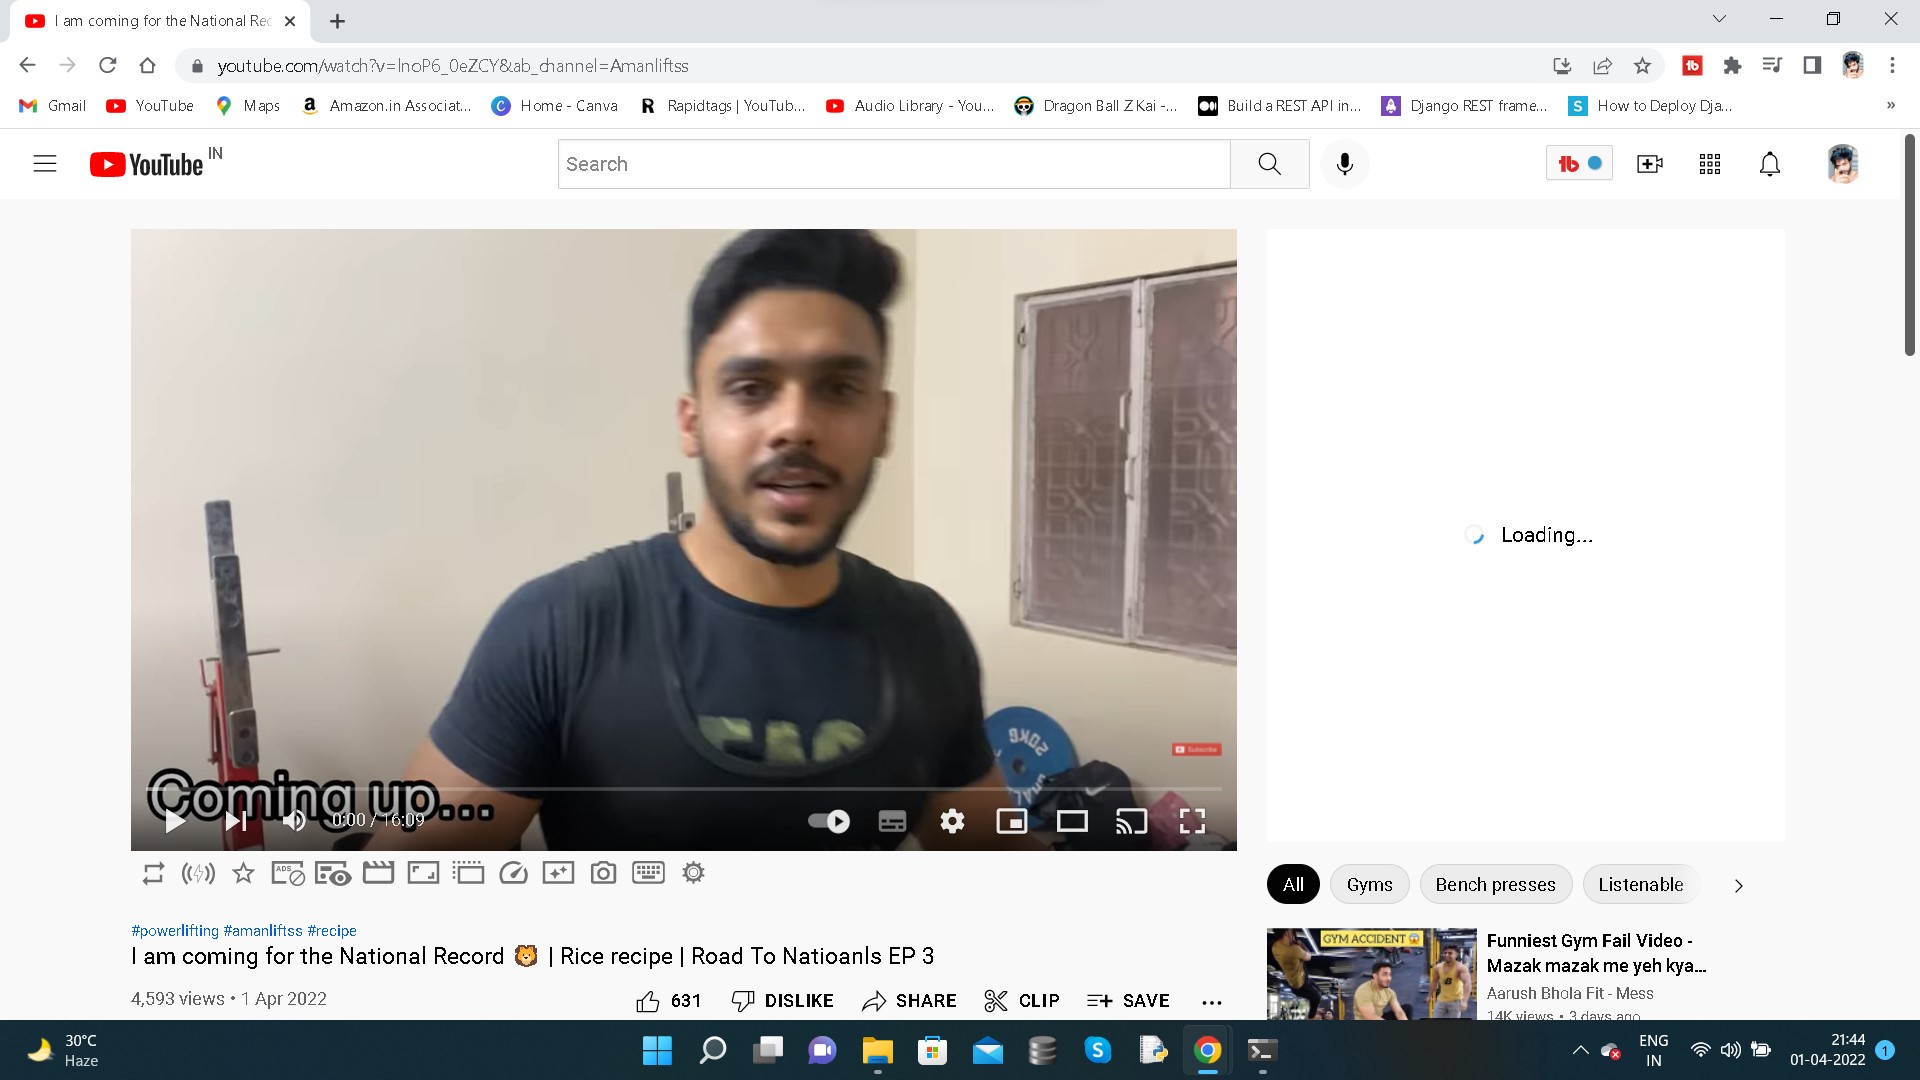 I am coming for the National Rec
youtube.com/watch?v=lnoP6_0eZCY&ab_channel=Amanliftss
Gmail
YouTube
Maps
Amazon.in Associat...
Home - Canva
Rapidtags | YouTub...
Audio Library - You...
Dragon Ball Z Kai -...
Build a REST API in...
Django REST frame...
How to Deploy Dja...
»
YouTube IN
Search
Loading...
20KG
Subscribe
Coming up...
0:00 / 16:09
ADS
All
Gyms
Bench presses
Listenable
#powerlifting #amanliftss #recipe
I am coming for the National Record 🦁 | Rice recipe | Road To Natioanls EP 3
4,593 views • 1 Apr 2022
631
DISLIKE
SHARE
CLIP
SAVE
...
GYM ACCIDENT 😱
Funniest Gym Fail Video -
Mazak mazak me yeh kya...
Aarush Bhola Fit - Mess
14K views • 3 days ago
30°C
Haze
ENG
IN
21:44
01-04-2022
1